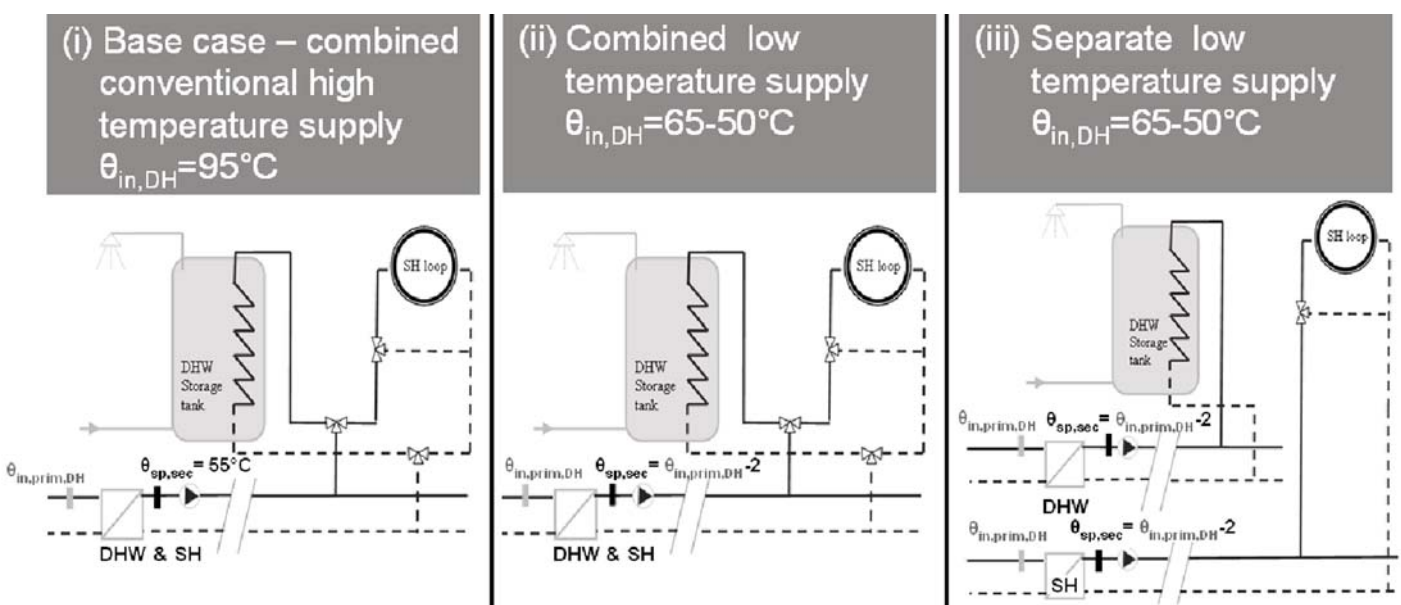 (i) Base case – combined
conventional high
temperature supply
θin,DH=95°C
SH loop
DHW
Storage
tank
θin,prim,DH
θsp,sec= 55°C
DHW & SH
(ii) Combined low
temperature supply
θin,DH=65-50°C
SH loop
DHW
Storage
tank
θin,prim,DH
θsp,sec= θin,prim,DH-2
DHW & SH
(iii) Separate low
temperature supply
θin,DH=65-50°C
SH loop
DHW
Storage
tank
θin,prim,DH
θsp,sec= θin,prim,DH-2
DHW
θin,prim,DH
θsp,sec= θin,prim,DH-2
SH